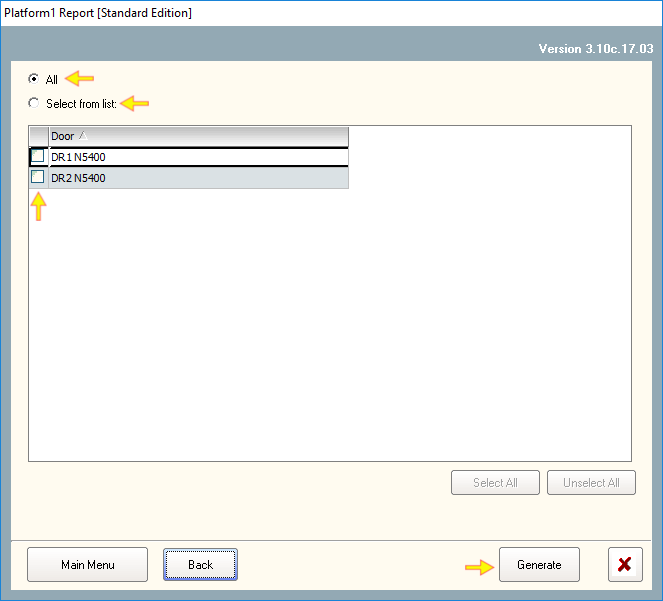 Platform1 Report [Standard Edition]
Version 3.10c.17.03
All
Select from list:
Door
DR1 N5400
DR2 N5400
Select All
Unselect All
Main Menu
Back
Generate